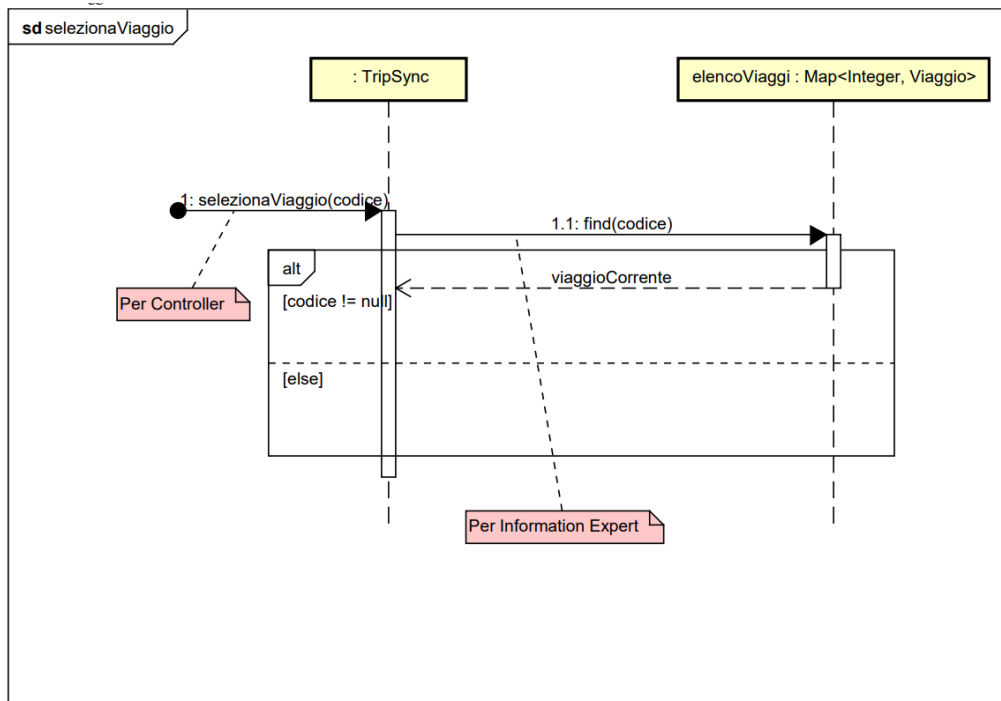 sd selezionaViaggio
: TripSync
elencoViaggi : Map<Integer, Viaggio>
1: selezionaViaggio(codice)
1.1: find(codice)
alt
viaggioCorrente
[codice != null]
Per Controller
[else]
Per Information Expert